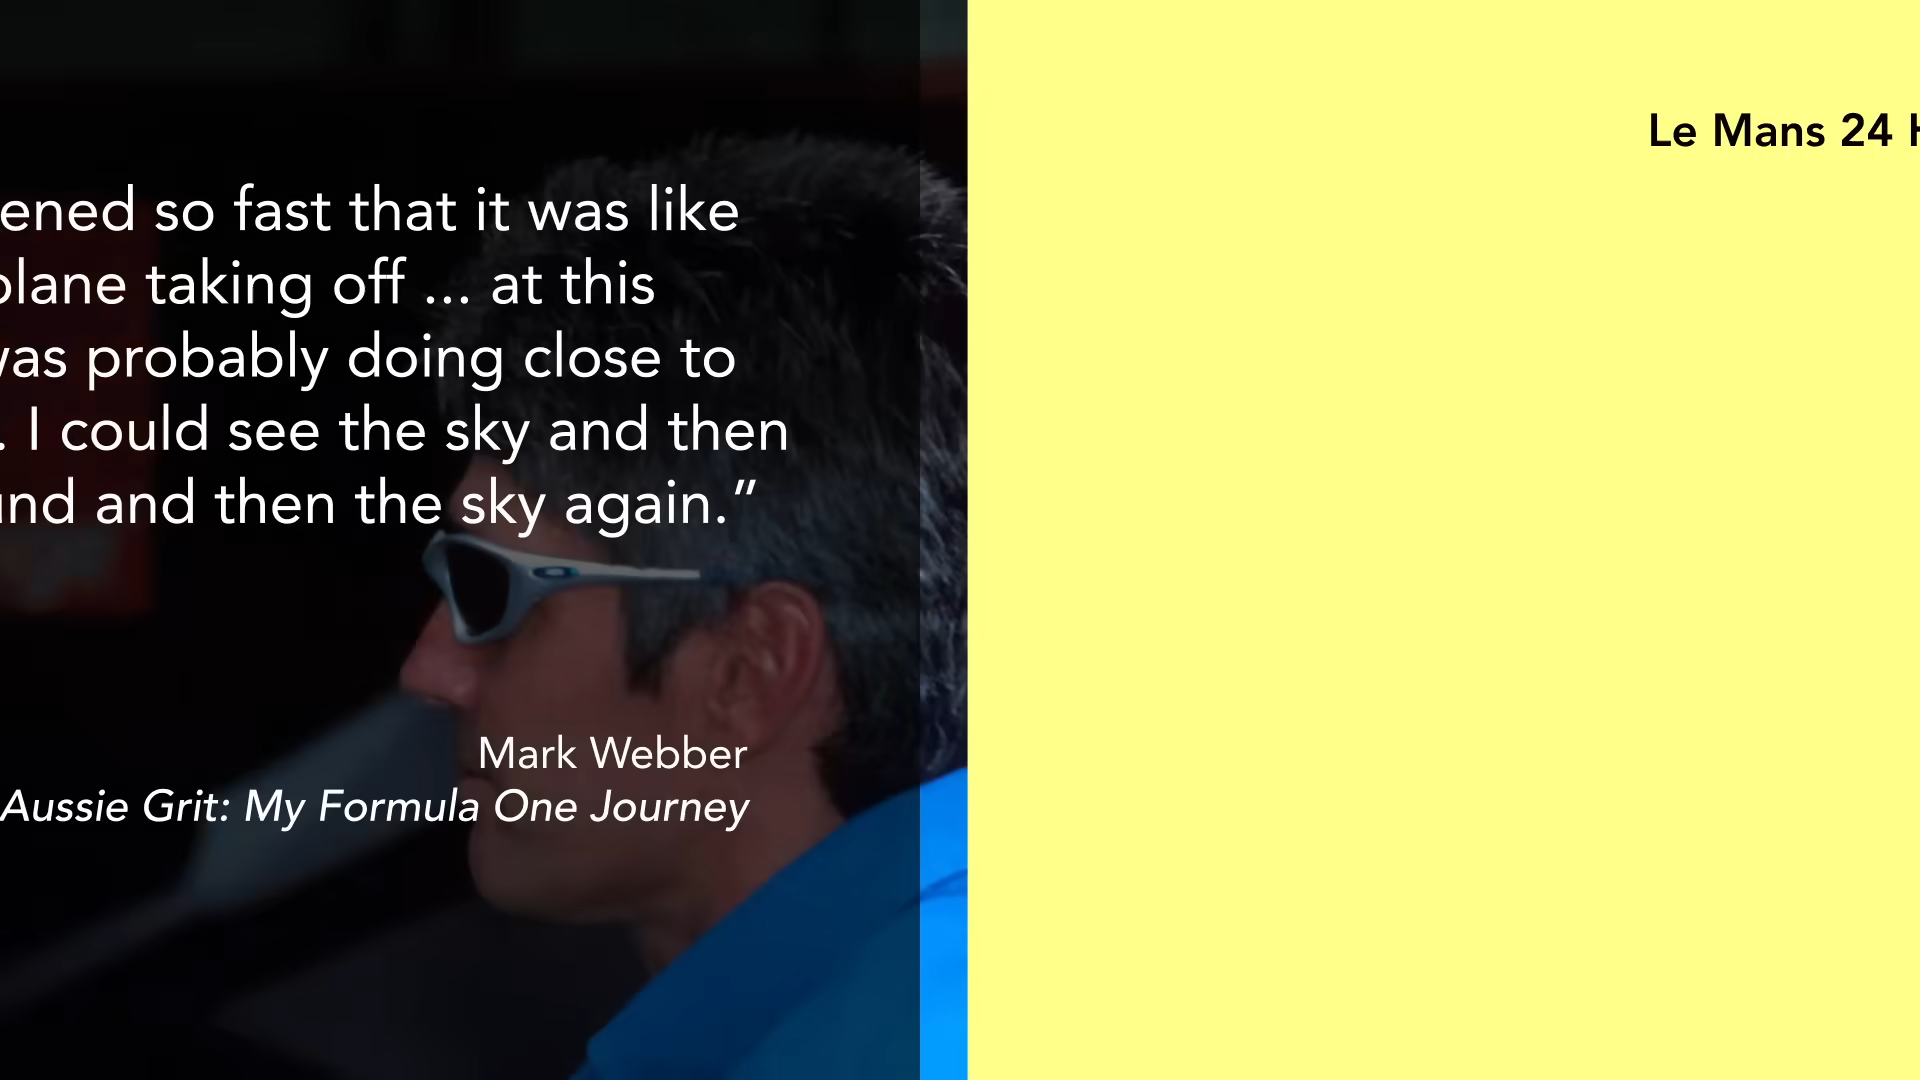 ened so fast that it was like
plane taking off ... at this
was probably doing close to
. I could see the sky and then
und and then the sky again.”
Mark Webber
Aussie Grit: My Formula One Journey
Le Mans 24 H